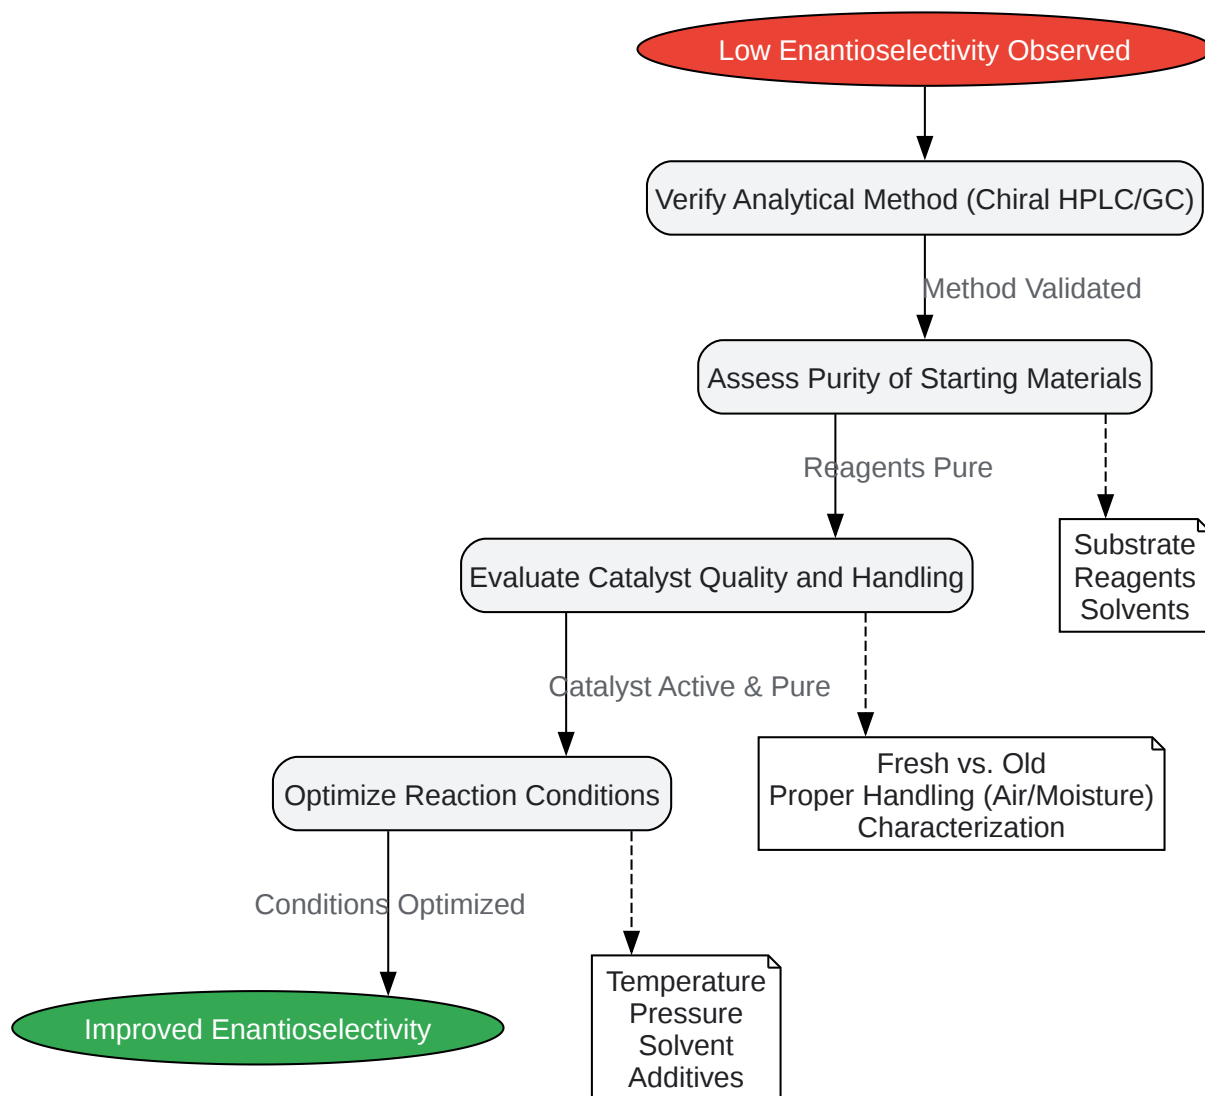 Low Enantioselectivity Observed
Verify Analytical Method (Chiral HPLC/GC)
Method Validated
Assess Purity of Starting Materials
Reagents Pure
Substrate
Reagents
Solvents
Evaluate Catalyst Quality and Handling
Catalyst Active & Pure
Fresh vs. Old
Proper Handling (Air/Moisture)
Characterization
Optimize Reaction Conditions
Conditions Optimized
Temperature
Pressure
Solvent
Additives
Improved Enantioselectivity